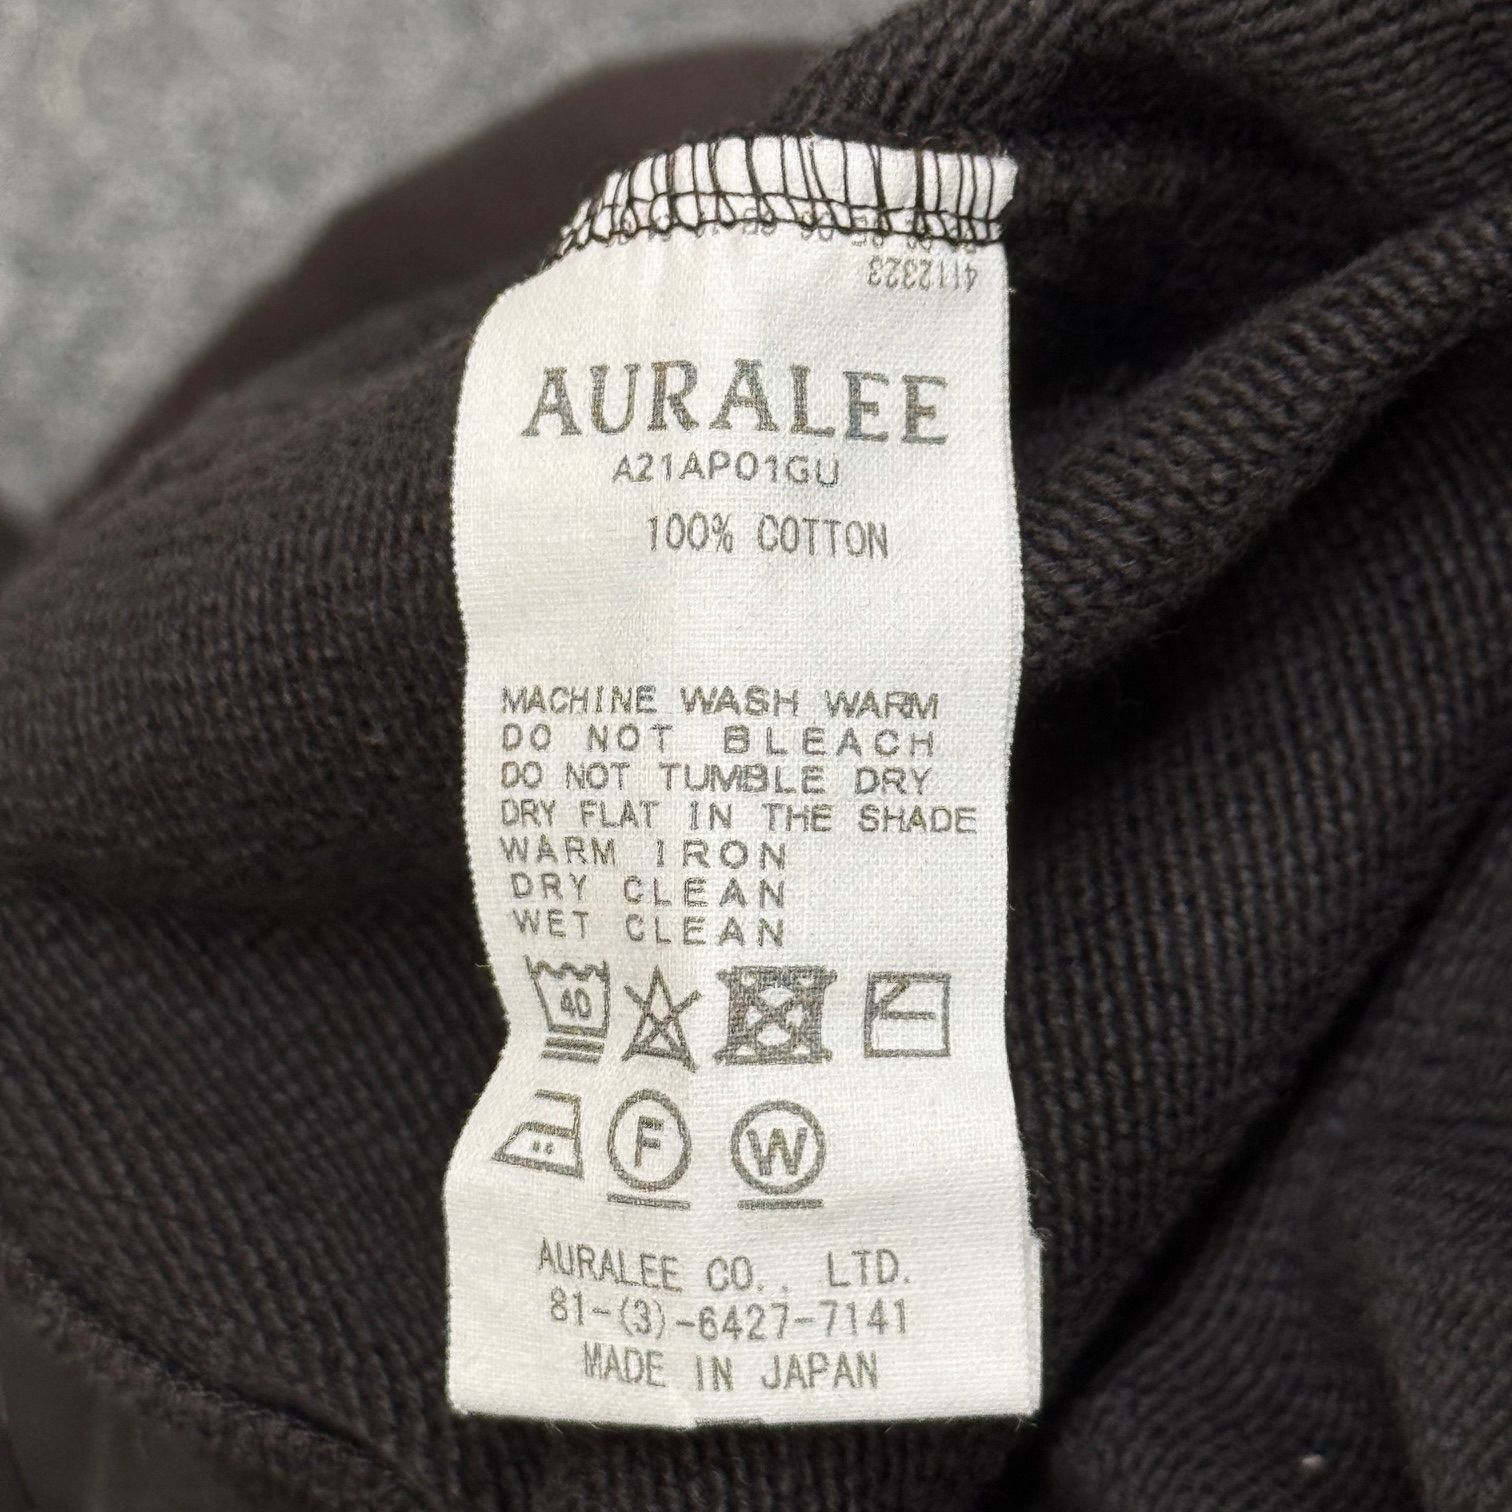 4112323
AURALEE
A21AP01GU
100% COTTON
MACHINE WASH WARM
DO NOT BLEACH
DO NOT TUMBLE DRY
DRY FLAT IN THE SHADE
WARM IRON
DRY CLEAN
WET CLEAN
40
F
W
AURALEE CO., LTD.
81-(3)-6427-7141
MADE IN JAPAN